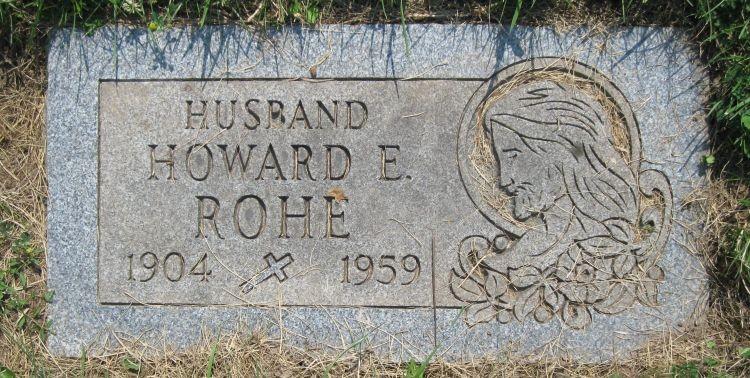 HUSBAND
HOWARD E.
ROHE
1904 1959